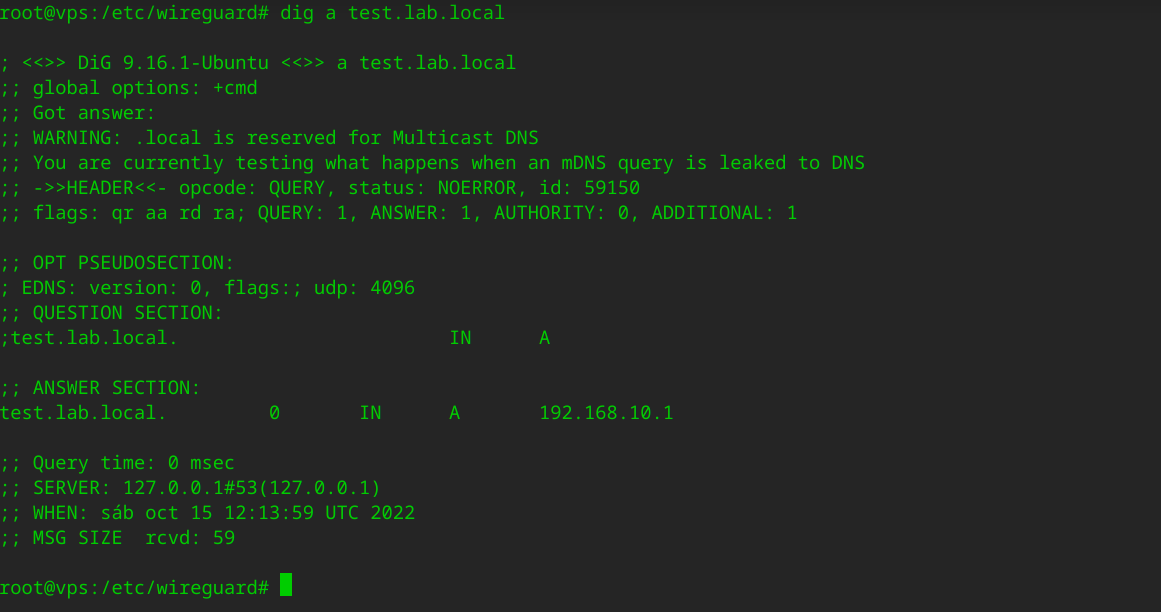 root@vps:/etc/wireguard# dig a test.lab.local
; <<>> DiG 9.16.1-Ubuntu <<>> a test.lab.local
;; global options: +cmd
;; Got answer:
;; WARNING: .local is reserved for Multicast DNS
;; You are currently testing what happens when an mDNS query is leaked to DNS
;; ->>HEADER<<- opcode: QUERY, status: NOERROR, id: 59150
;; flags: qr aa rd ra; QUERY: 1, ANSWER: 1, AUTHORITY: 0, ADDITIONAL: 1
;; OPT PSEUDOSECTION:
; EDNS: version: 0, flags:; udp: 4096
;; QUESTION SECTION:
;test.lab.local. IN A
;; ANSWER SECTION:
test.lab.local. 0 IN A 192.168.10.1
;; Query time: 0 msec
;; SERVER: 127.0.0.1#53(127.0.0.1)
;; WHEN: sáb oct 15 12:13:59 UTC 2022
;; MSG SIZE  rcvd: 59
root@vps:/etc/wireguard#